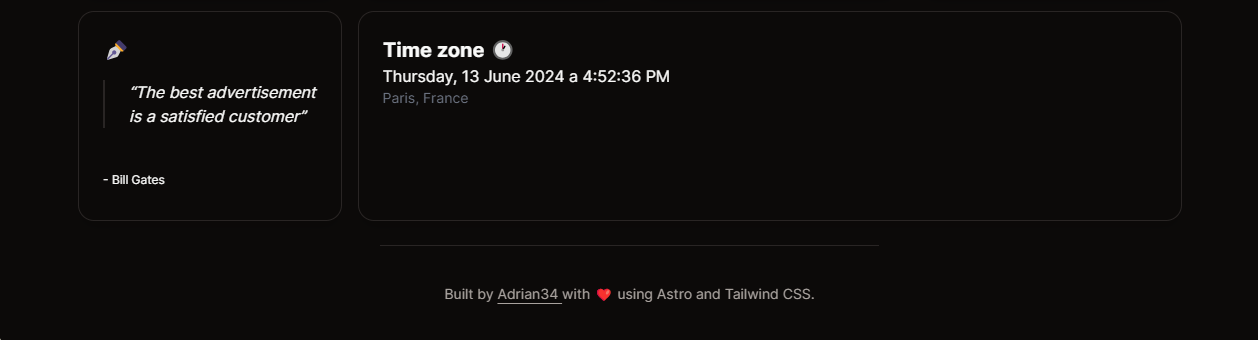 “The best advertisement
is a satisfied customer”
- Bill Gates
Time zone
Thursday, 13 June 2024 a 4:52:36 PM
Paris, France
Built by Adrian34 with ❤️ using Astro and Tailwind CSS.